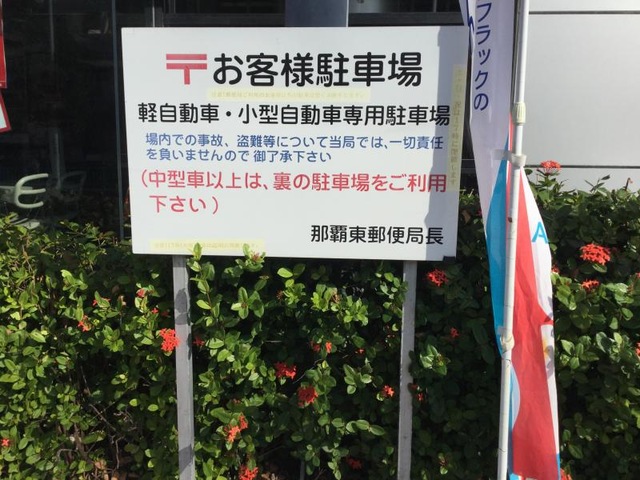 〒お客様駐車場
軽自動車・小型自動車専用駐車場
場内での事故、盗難等について当局では、一切責任
を負いませんので御了承下さい
(中型車以上は、裏の駐車場をご利用
下さい)
那覇東郵便局長
フラックの